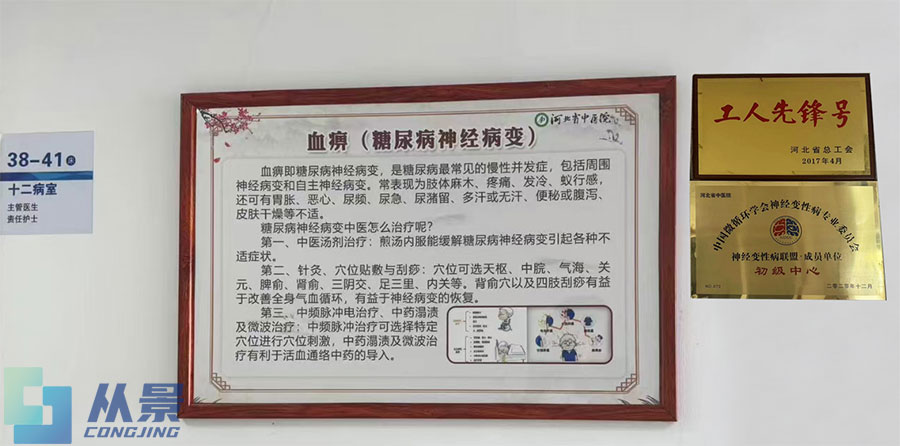 38-41床
十二病室
主管医生
责任护士
河北省中医院
血痹（糖尿病神经病变）
血痹即糖尿病神经病变，是糖尿病最常见的慢性并发症，包括周围
神经病变和自主神经病变。常表现为肢体麻木、疼痛、发冷、蚁行感，
还可有胃胀、恶心、尿频、尿急、尿潴留、多汗或无汗、便秘或腹泻、
皮肤干燥等不适。
糖尿病神经病变中医怎么治疗呢？
第一、中医汤剂治疗：煎汤内服能缓解糖尿病神经病变引起各种不
适症状。
第二、针灸、穴位贴敷与刮痧：穴位可选天枢、中脘、气海、关
元、脾俞、肾俞、三阴交、足三里、内关等。背俞穴以及四肢刮痧有益
于改善全身气血循环，有益于神经病变的恢复。
第三、中频脉冲电治疗、中药溻渍
及微波治疗：中频脉冲治疗可选择特定
穴位进行穴位刺激，中药溻渍及微波治
疗有利于活血通络中药的导入。
工人先锋号
河北省总工会
2017年4月
河北省中医院
中国微循环学会神经变性病专业委员会
神经变性病联盟·成员单位
初级中心
二〇二〇年十二月
从景
CONGJING